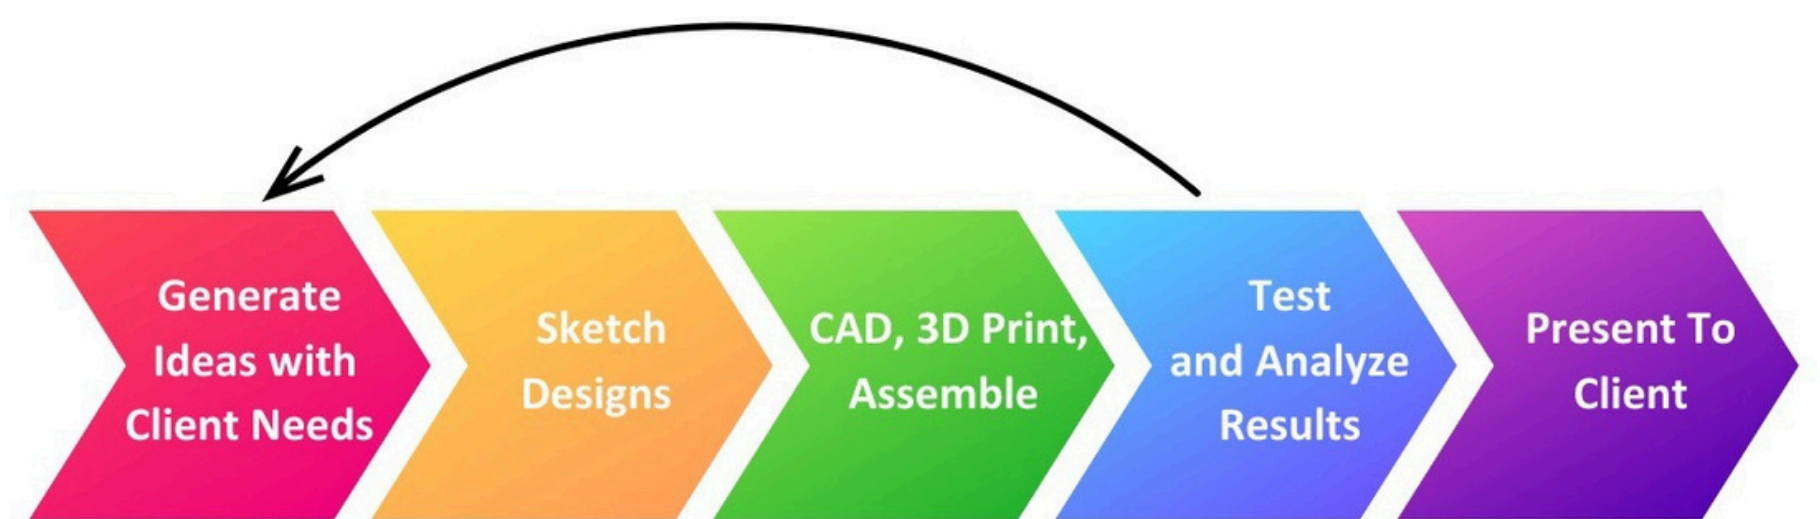 Generate
Ideas with
Client Needs
Sketch
Designs
CAD, 3D Print,
Assemble
Test
and Analyze
Results
Present To
Client